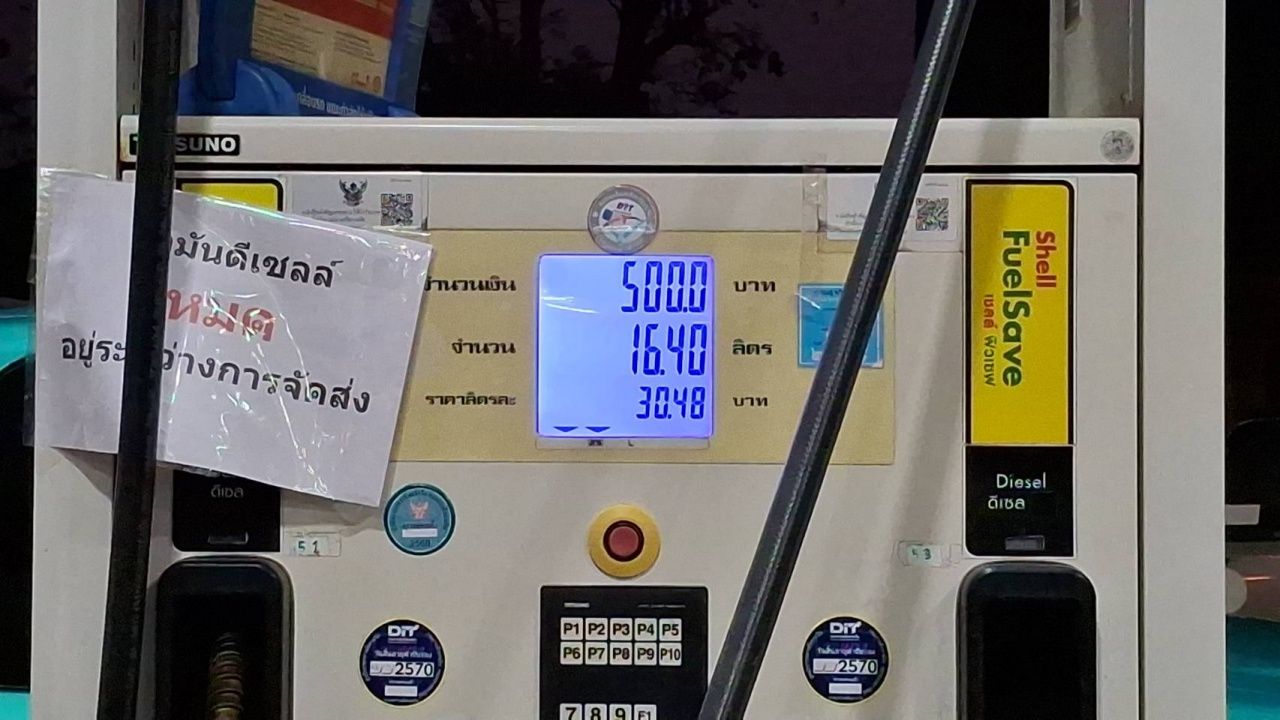 SUNO
มันดีเซลล์
หมด
อยู่ระ ว่างการจัดส่ง
จำนวนเงิน 500.0 บาท
จำนวน 16.40 ลิตร
ราคาลิตรละ 30.48 บาท
L
Shell
FuelSave
เชลล์ ฟิวเซฟ
ดีเซล
Diesel
ดีเซล
51
53
DIT
2570
DIT
2570
P1 P2 P3 P4 P5
P6 P7 P8 P9 P10
7 8 9 F1